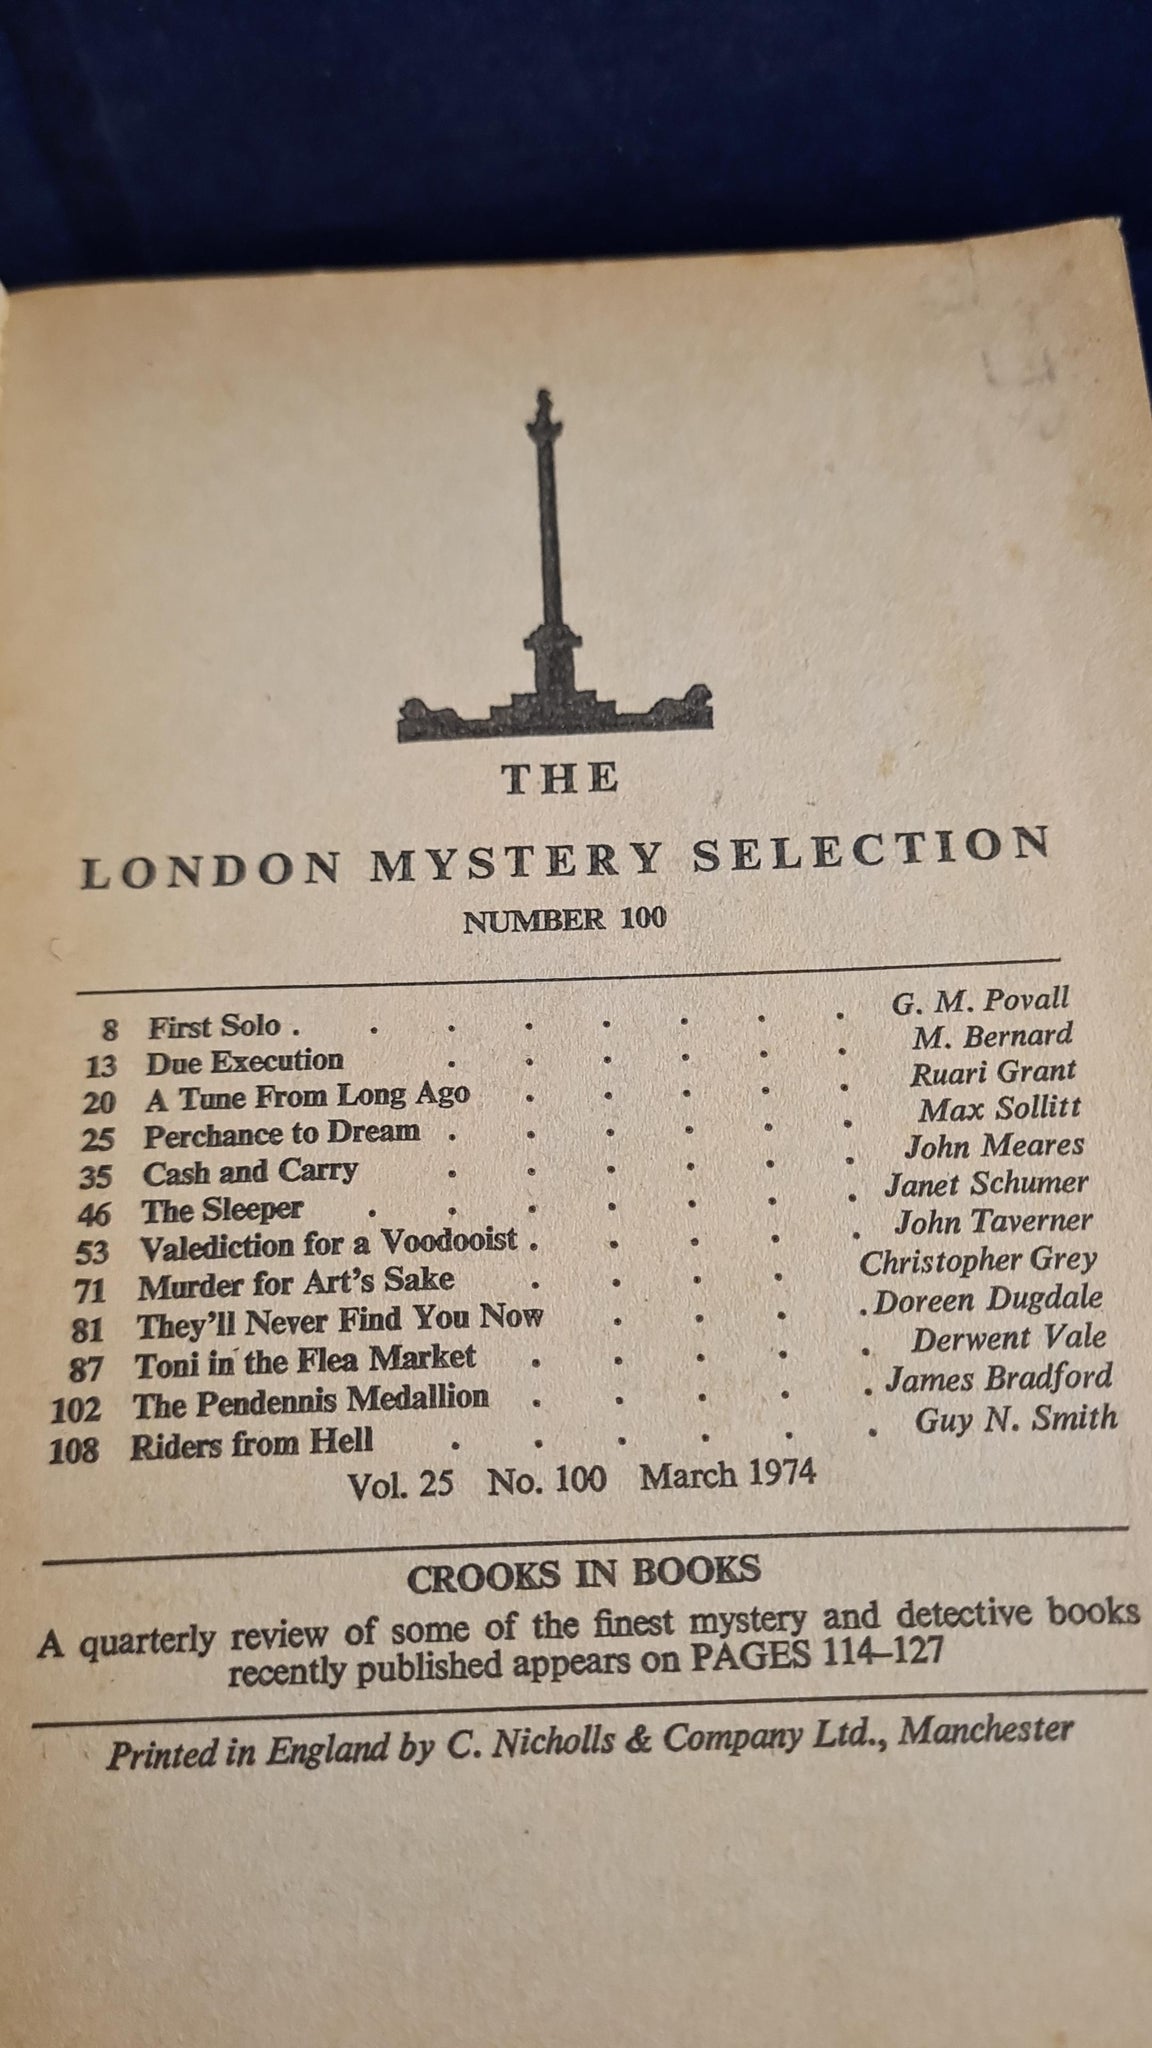 THE
LONDON MYSTERY SELECTION
NUMBER 100
8 First Solo . . . . . . . . G. M. Povall
13 Due Execution . . . . . . M. Bernard
20 A Tune From Long Ago . . . . . Ruari Grant
25 Perchance to Dream . . . . . . Max Sollitt
35 Cash and Carry . . . . . . John Meares
46 The Sleeper . . . . . . . Janet Schumer
53 Valediction for a Voodooist . . . . . John Taverner
71 Murder for Art's Sake . . . . Christopher Grey
81 They'll Never Find You Now . . . . Doreen Dugdale
87 Toni in the Flea Market . . . . . Derwent Vale
102 The Pendennis Medallion . . . . . James Bradford
108 Riders from Hell . . . . . . Guy N. Smith
Vol. 25 No. 100 March 1974
CROOKS IN BOOKS
A quarterly review of some of the finest mystery and detective books
recently published appears on PAGES 114–127
Printed in England by C. Nicholls & Company Ltd., Manchester